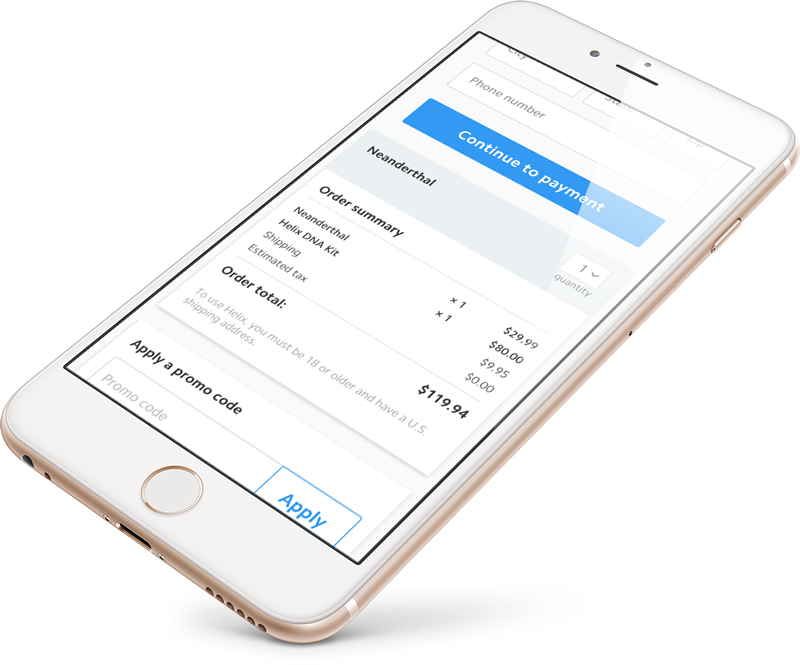 City
State
Zip
Phone number
Continue to payment
Neanderthal
1
quantity
Order summary
Neanderthal × 1 $29.99
Helix DNA Kit × 1 $80.00
Shipping $9.95
Estimated tax $0.00
Order total: $119.94
To use Helix, you must be 18 or older and have a U.S.
shipping address.
Apply a promo code
Promo code
Apply